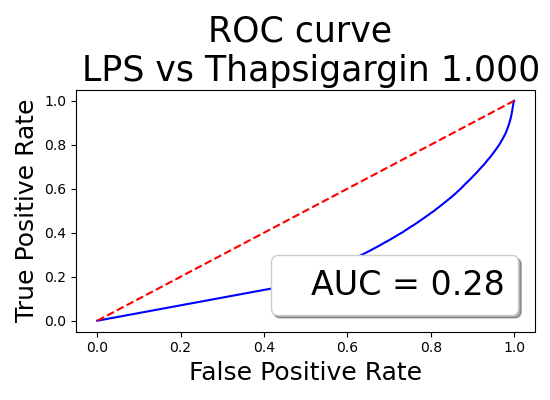 ROC curve
LPS vs Thapsigargin 1.000
True Positive Rate
1.0
0.8
0.6
0.4
0.2
0.0
AUC = 0.28
0.0 0.2 0.4 0.6 0.8 1.0
False Positive Rate